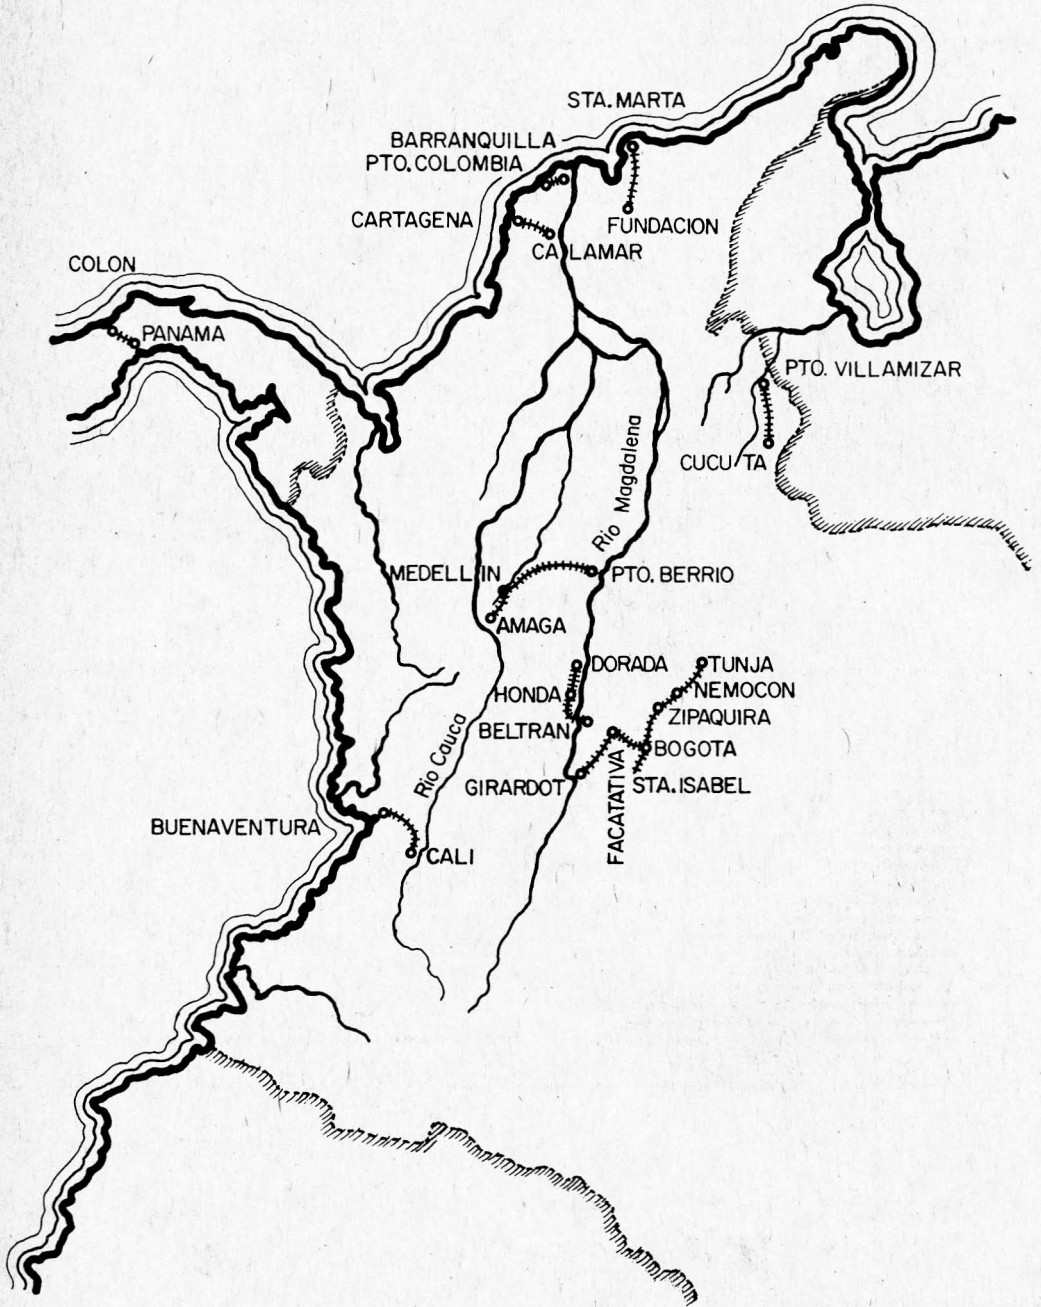 STA. MARTA
BARRANQUILLA
PTO. COLOMBIA
CARTAGENA
FUNDACION
CALAMAR
COLON
PANAMA
PTO. VILLAMIZAR
CUCUTA
Rio Magdalena
MEDELLIN
PTO. BERRIO
AMAGA
DORADA
TUNJA
HONDA
NEMOCON
ZIPAQUIRA
BELTRAN
BOGOTA
Rio Cauca
GIRARDOT
FACATATIVA
STA. ISABEL
BUENAVENTURA
CALI